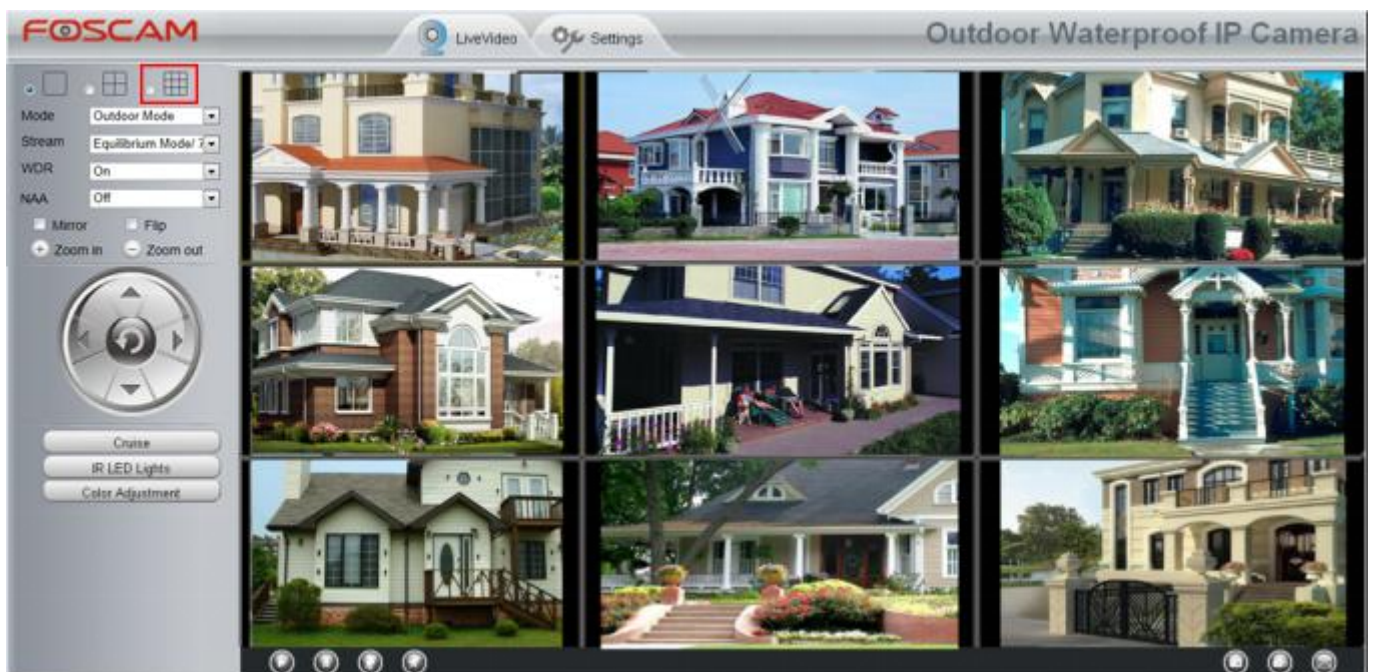 FOSCAM
LiveVideo
Settings
Outdoor Waterproof IP Camera
Mode
Outdoor Mode
Stream
Equilibrium Mode/ 7
WDR
On
NAA
Off
Mirror
Flip
Zoom in
Zoom out
Cruise
IR LED Lights
Color Adjustment